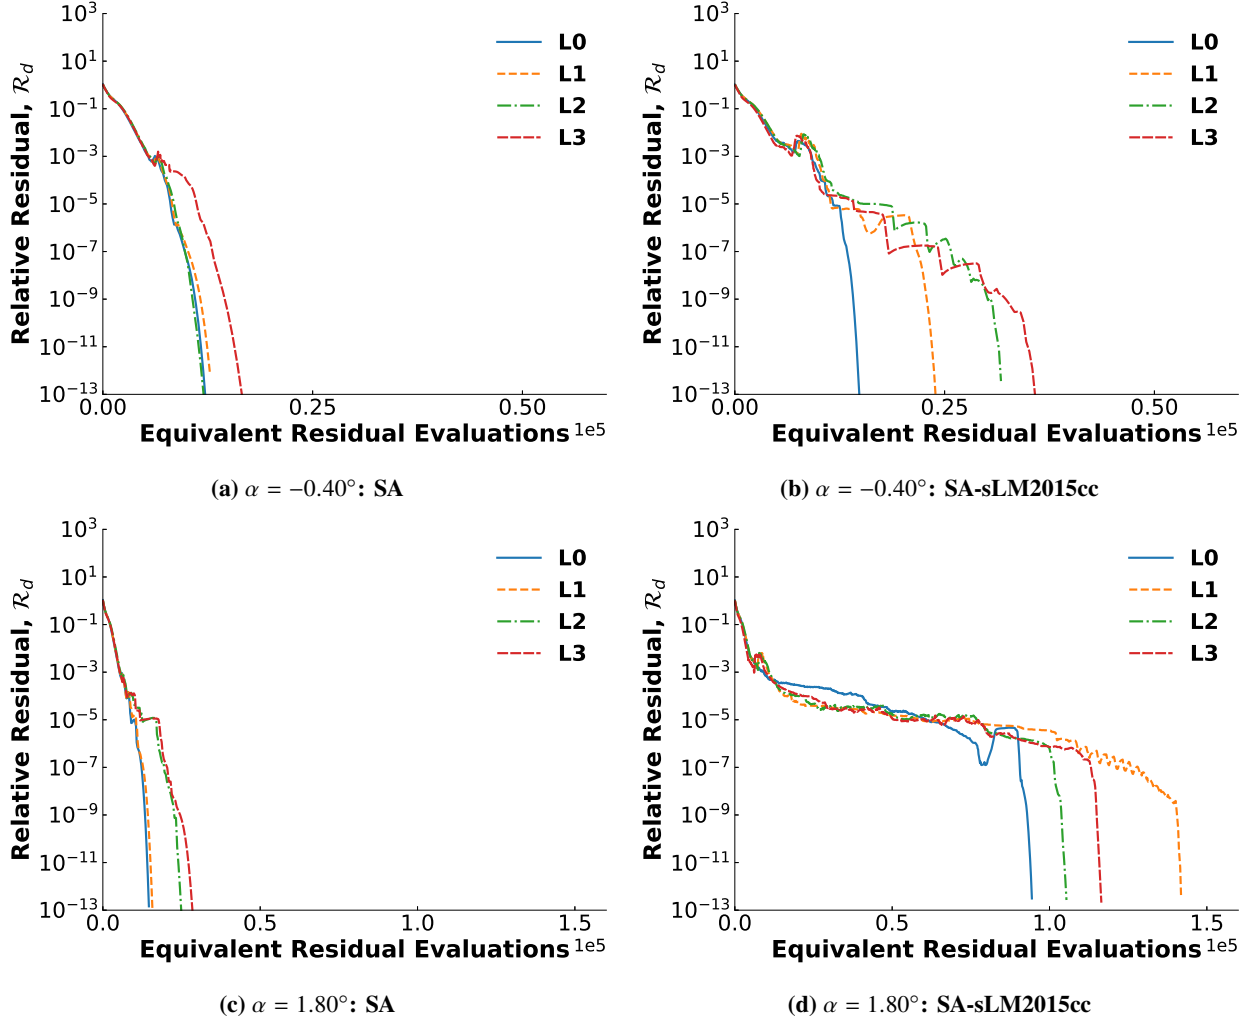 10^3
10^1
10^−1
10^−3
10^−5
10^−7
10^−9
10^−11
10^−13
Relative Residual, ℛ_d
L0
L1
L2
L3
0.00 0.25 0.50
Equivalent Residual Evaluations 1e5
(a) α = −0.40°: SA
10^3
10^1
10^−1
10^−3
10^−5
10^−7
10^−9
10^−11
10^−13
Relative Residual, ℛ_d
L0
L1
L2
L3
0.00 0.25 0.50
Equivalent Residual Evaluations 1e5
(b) α = −0.40°: SA-sLM2015cc
10^3
10^1
10^−1
10^−3
10^−5
10^−7
10^−9
10^−11
10^−13
Relative Residual, ℛ_d
L0
L1
L2
L3
0.0 0.5 1.0 1.5
Equivalent Residual Evaluations 1e5
(c) α = 1.80°: SA
10^3
10^1
10^−1
10^−3
10^−5
10^−7
10^−9
10^−11
10^−13
Relative Residual, ℛ_d
L0
L1
L2
L3
0.0 0.5 1.0 1.5
Equivalent Residual Evaluations 1e5
(d) α = 1.80°: SA-sLM2015cc